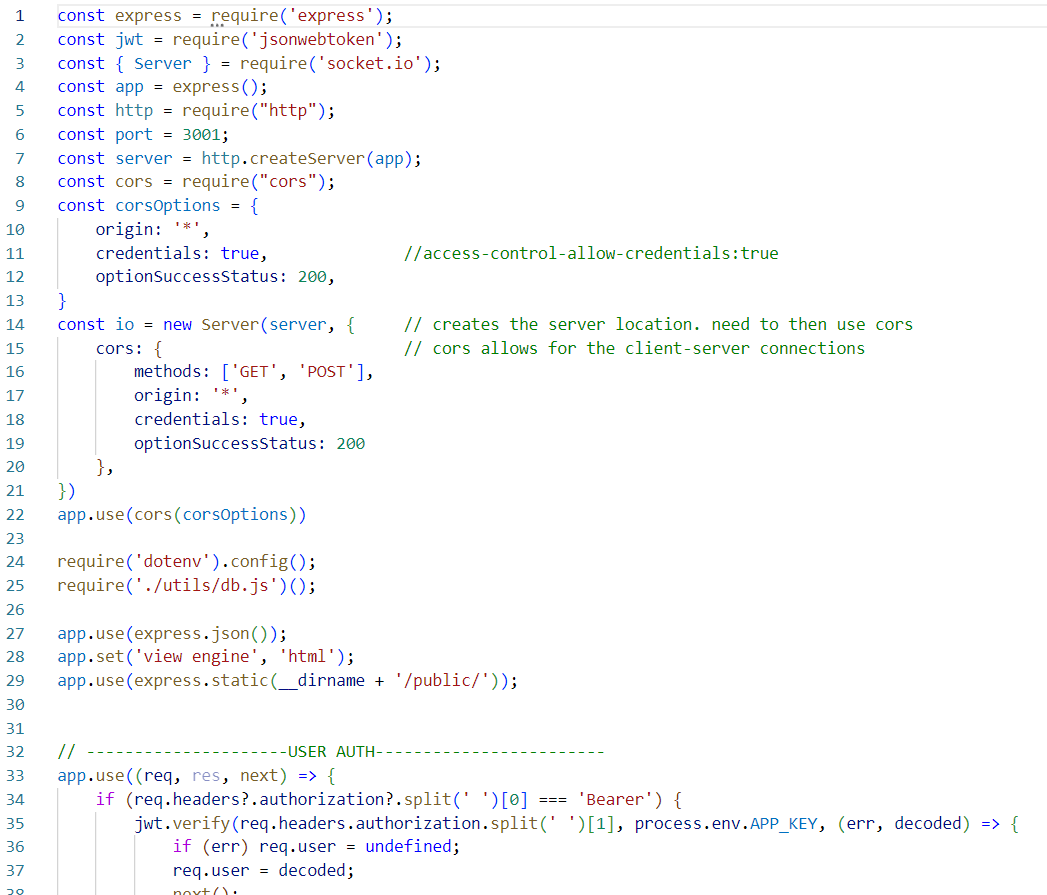 1 const express = require('express');
2 const jwt = require('jsonwebtoken');
3 const { Server } = require('socket.io');
4 const app = express();
5 const http = require("http");
6 const port = 3001;
7 const server = http.createServer(app);
8 const cors = require("cors");
9 const corsOptions = {
10     origin: '*',
11     credentials: true,              //access-control-allow-credentials:true
12     optionSuccessStatus: 200,
13 }
14 const io = new Server(server, {     // creates the server location. need to then use cors
15     cors: {                         // cors allows for the client-server connections
16         methods: ['GET', 'POST'],
17         origin: '*',
18         credentials: true,
19         optionSuccessStatus: 200
20     },
21 })
22 app.use(cors(corsOptions))
23
24 require('dotenv').config();
25 require('./utils/db.js')();
26
27 app.use(express.json());
28 app.set('view engine', 'html');
29 app.use(express.static(__dirname + '/public/'));
30
31
32 // ---------------------USER AUTH------------------------
33 app.use((req, res, next) => {
34     if (req.headers?.authorization?.split(' ')[0] === 'Bearer') {
35         jwt.verify(req.headers.authorization.split(' ')[1], process.env.APP_KEY, (err, decoded) => {
36             if (err) req.user = undefined;
37             req.user = decoded;
38             next();